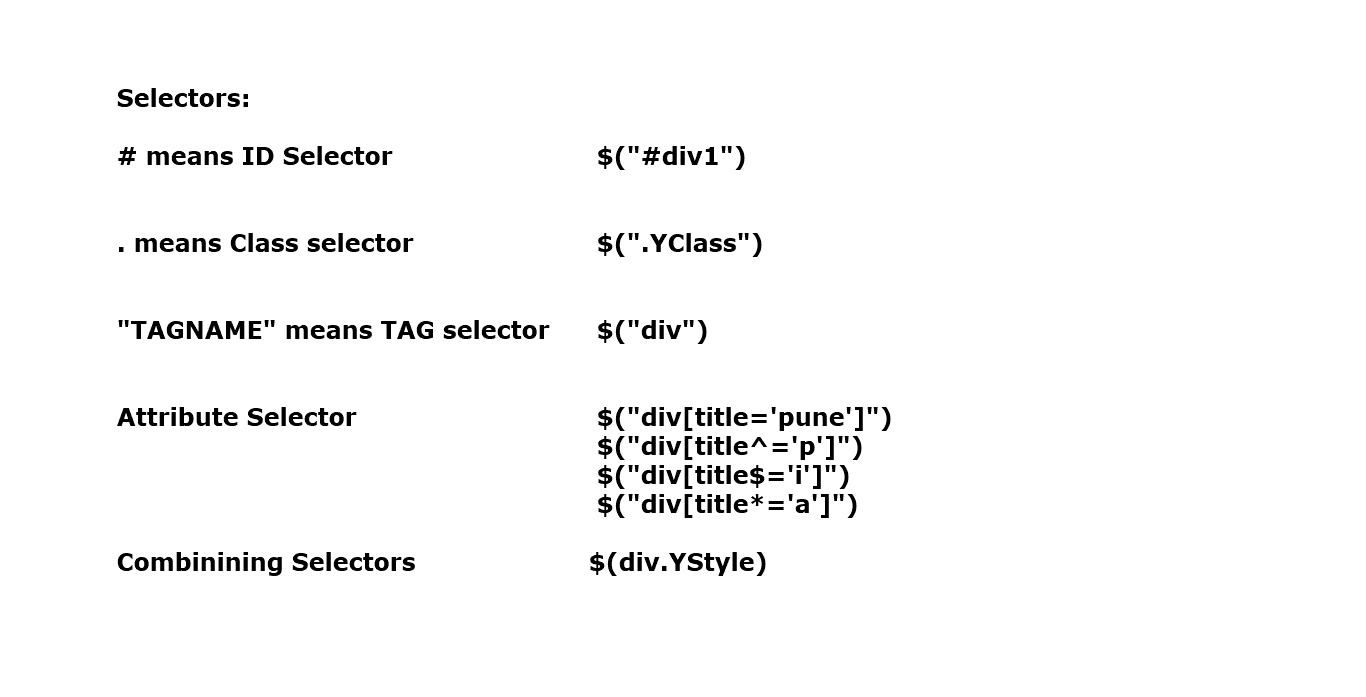 Selectors:
# means ID Selector $("#div1")
. means Class selector $(".YClass")
"TAGNAME" means TAG selector $("div")
Attribute Selector $("div[title='pune']")
$("div[title^='p']")
$("div[title$='i']")
$("div[title*='a']")
Combinining Selectors $(div.YStyle)